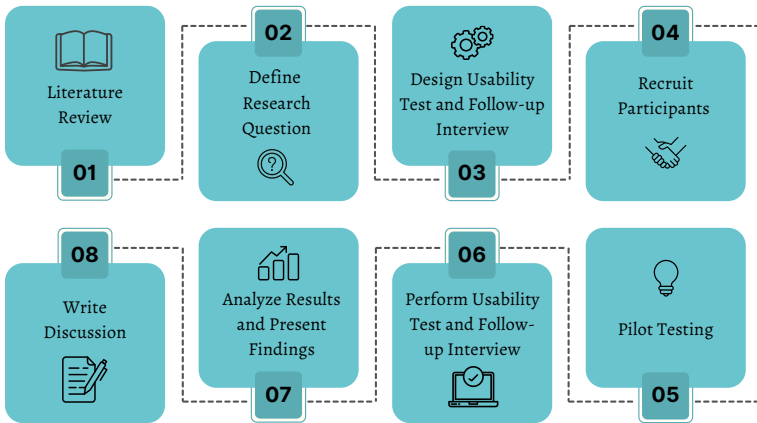 01
Literature
Review
02
Define
Research
Question
?
03
Design Usability
Test and Follow-up
Interview
04
Recruit
Participants
05
Pilot Testing
06
Perform Usability
Test and Follow-
up Interview
07
Analyze Results
and Present
Findings
08
Write
Discussion